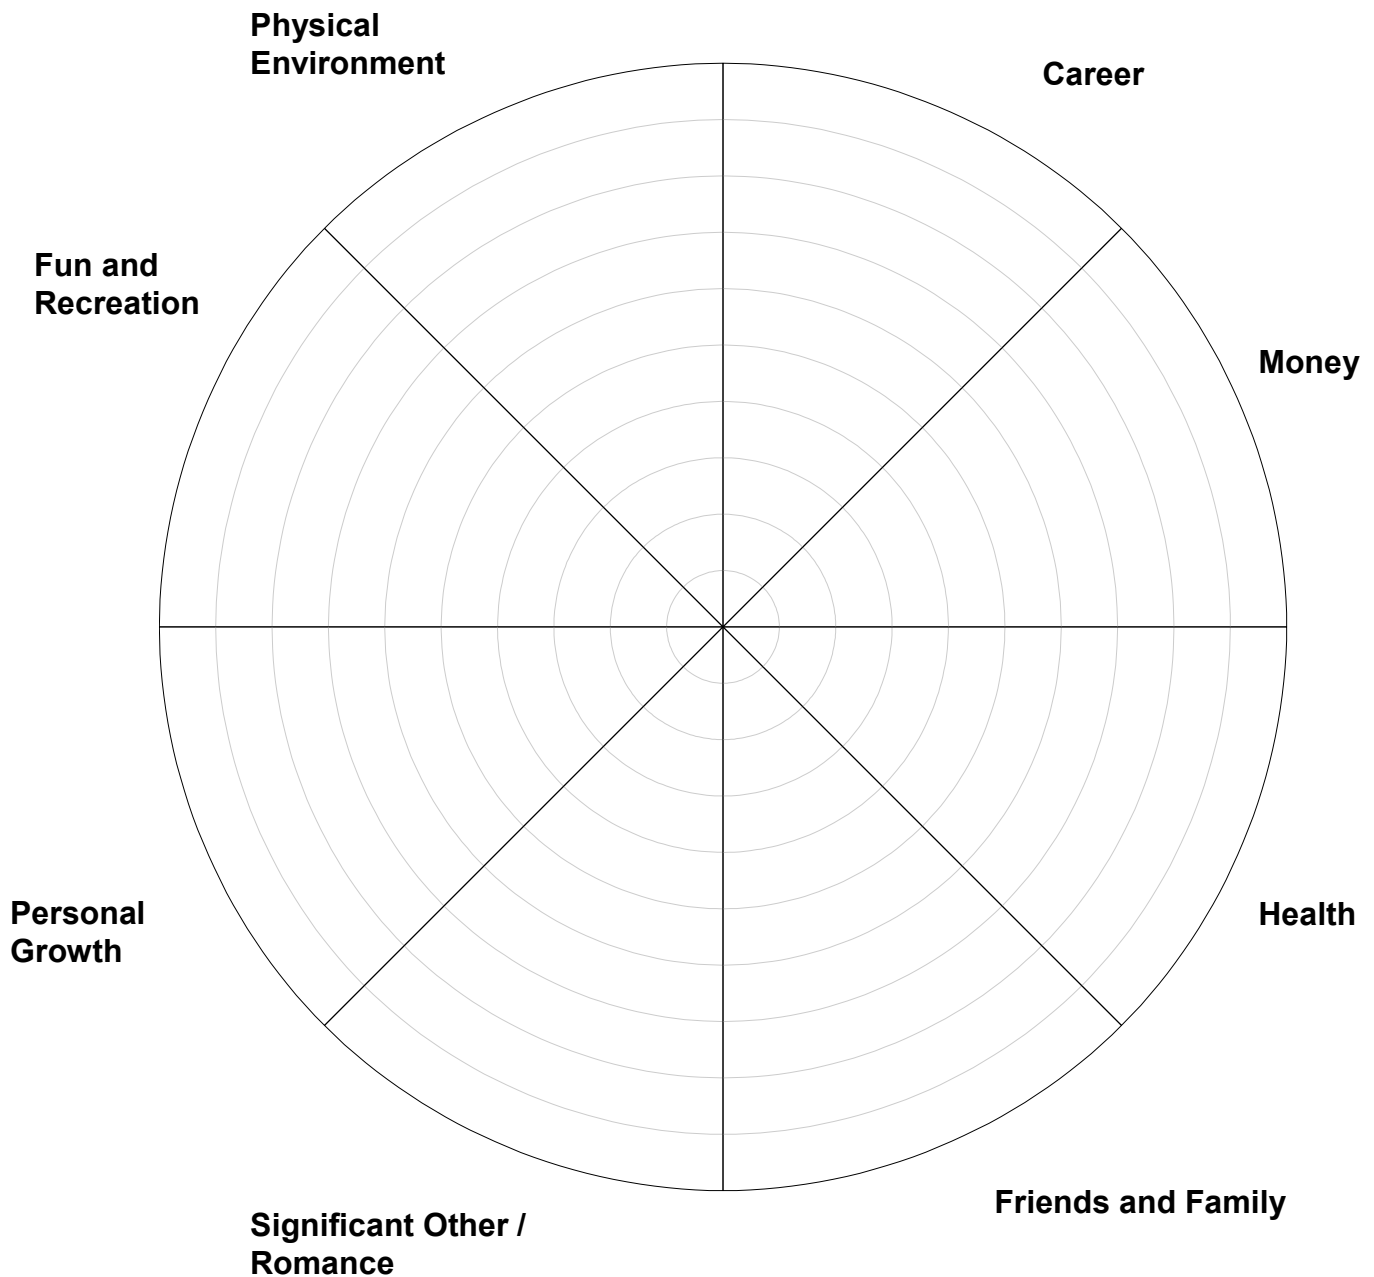 Physical
Environment
Career
Fun and
Recreation
Money
Personal
Growth
Health
Friends and Family
Significant Other /
Romance